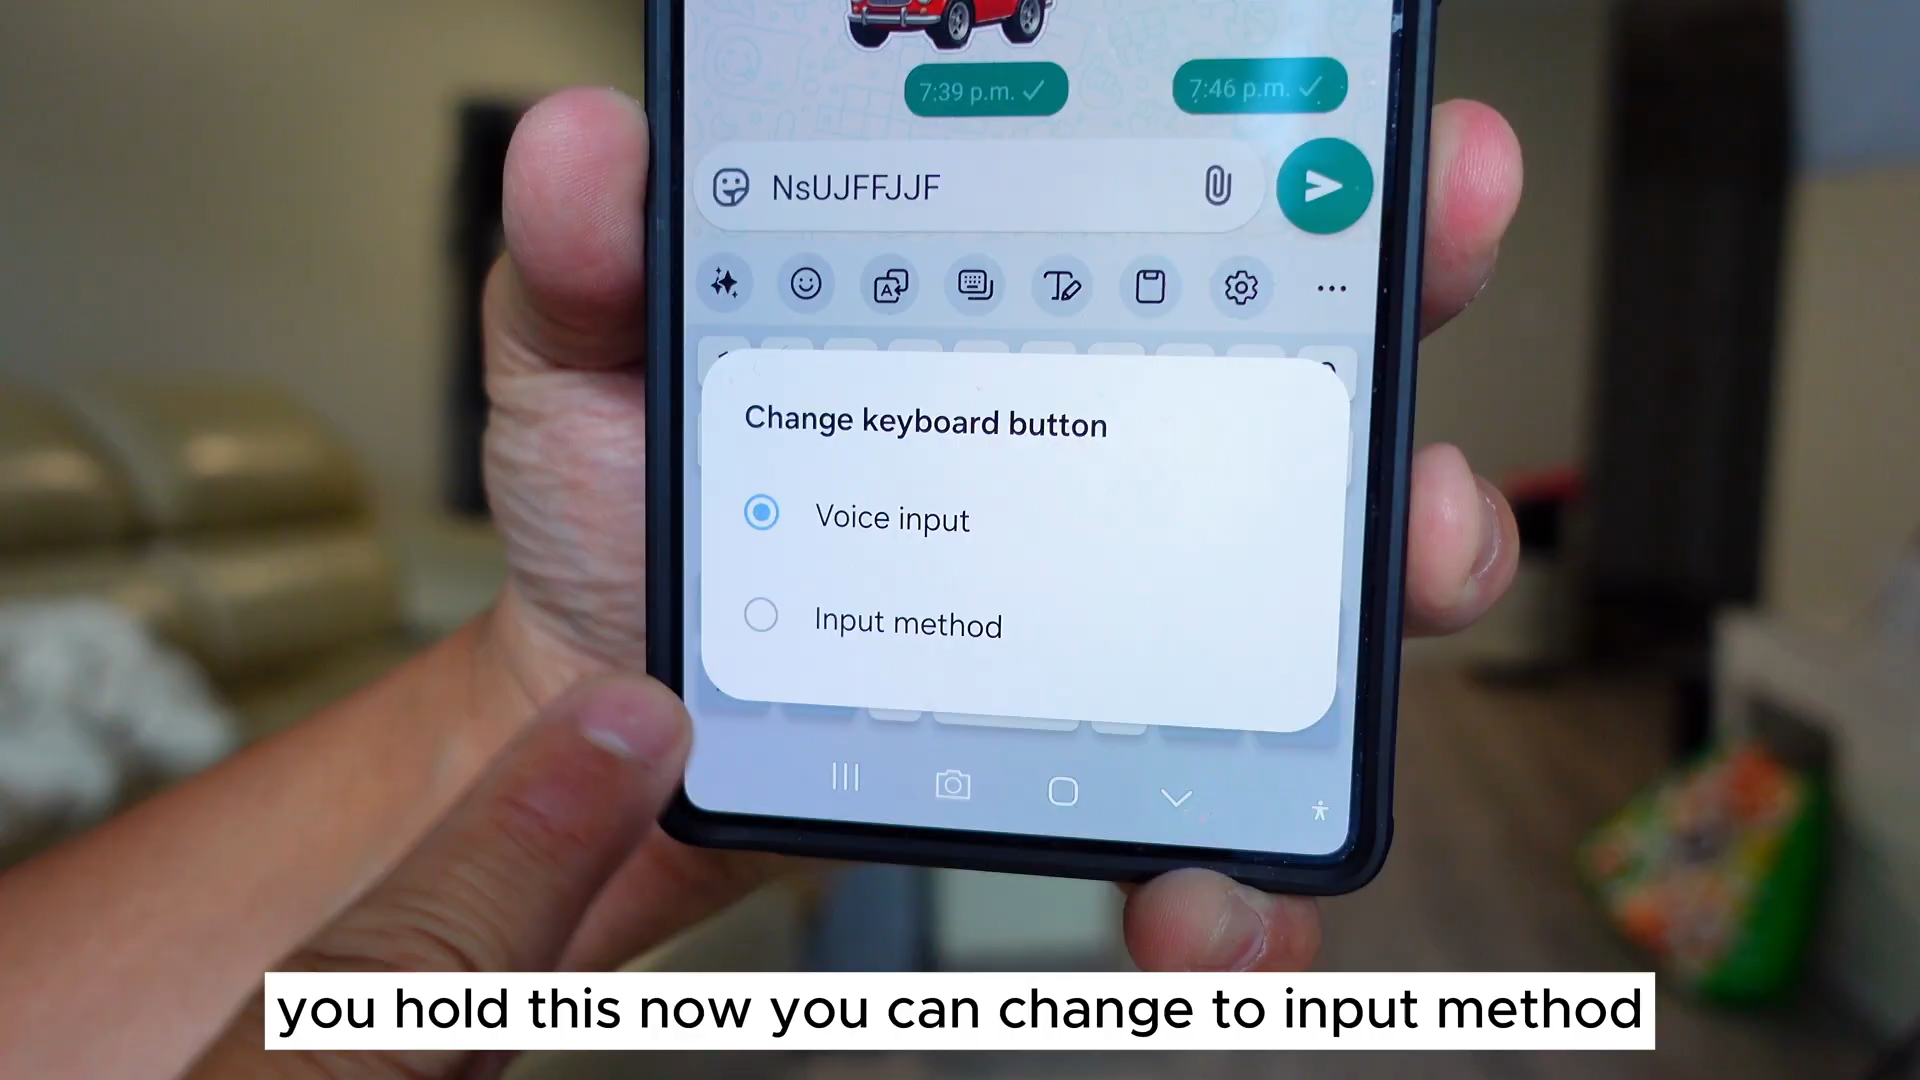 7:39 p.m. 7:46 p.m.
NsUJFFJJF
Change keyboard button
Voice input
Input method
you hold this now you can change to input method